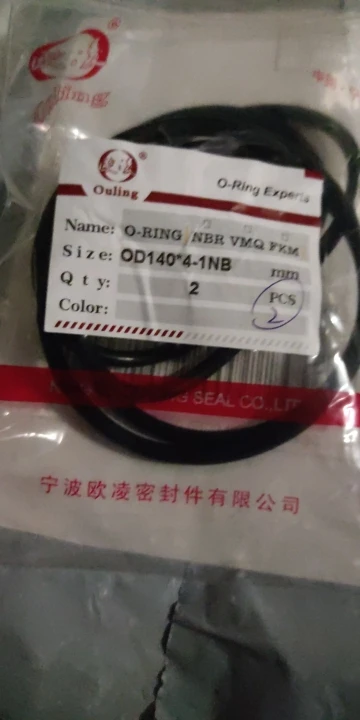 Ouling
Ouling
O-Ring Experts
Name: O-RING NBR VMQ FKM
Size: OD140*4-1NB mm
Qty: 2 PCS
2
Color:
SEAL CO.,LT
宁波欧凌密封件有限公司